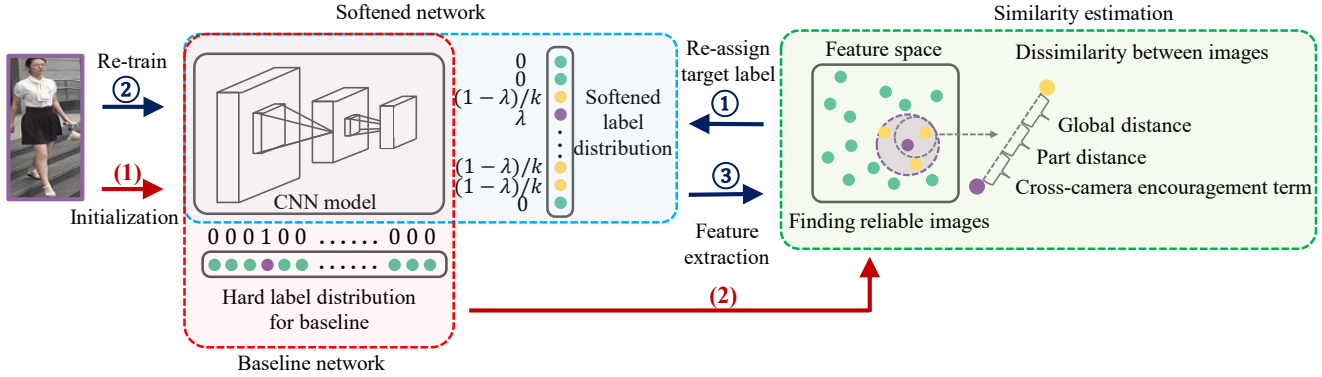 Softened network
Similarity estimation
Re-train
②
(1)
Initialization
CNN model
0
0
(1 − λ)/k
λ
(1 − λ)/k
(1 − λ)/k
0
Softened
label
distribution
Re-assign
target label
①
③
Feature
extraction
Feature space
Finding reliable images
Dissimilarity between images
Global distance
Part distance
Cross-camera encouragement term
0 0 0 1 0 0 ...... 0 0 0
......
Hard label distribution
for baseline
Baseline network
(2)